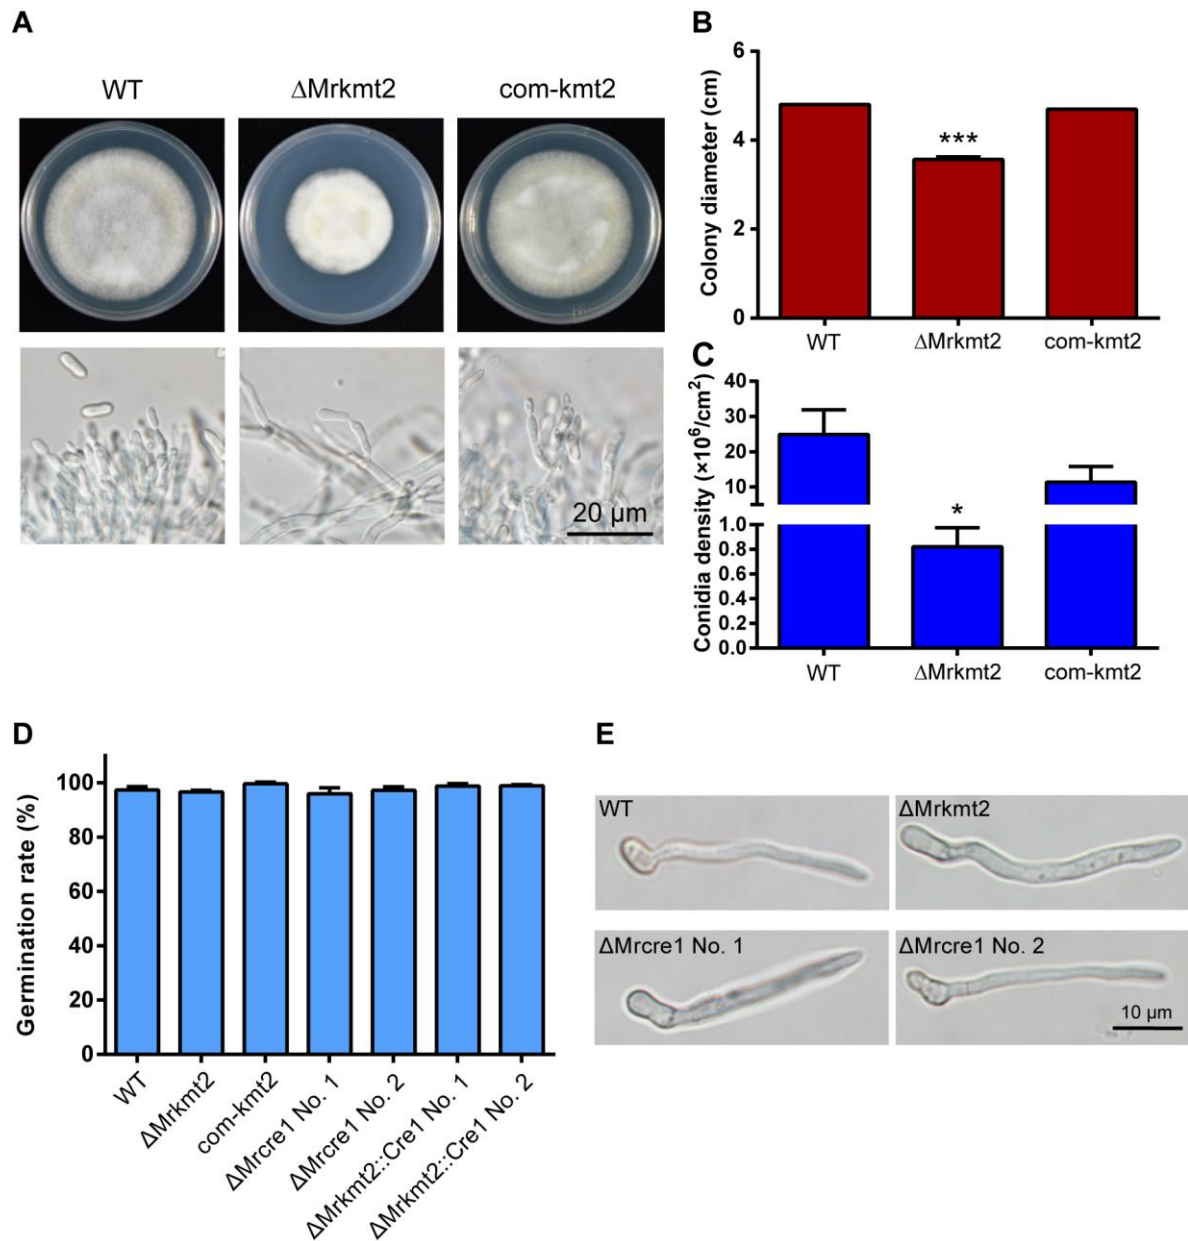 A
WT
ΔMrkmt2
com-kmt2
20 μm
B
Colony diameter (cm)
6
4
2
0
***
WT
ΔMrkmt2
com-kmt2
C
Conidia density (×10⁶/cm²)
40
30
20
10
1.0
0.8
0.6
0.4
0.2
0.0
*
WT
ΔMrkmt2
com-kmt2
D
Germination rate (%)
100
80
60
40
20
0
WT
ΔMrkmt2
com-kmt2
ΔMrcre1 No. 1
ΔMrcre1 No. 2
ΔMrkmt2::Cre1 No. 1
ΔMrkmt2::Cre1 No. 2
E
WT
ΔMrkmt2
ΔMrcre1 No. 1
ΔMrcre1 No. 2
10 μm